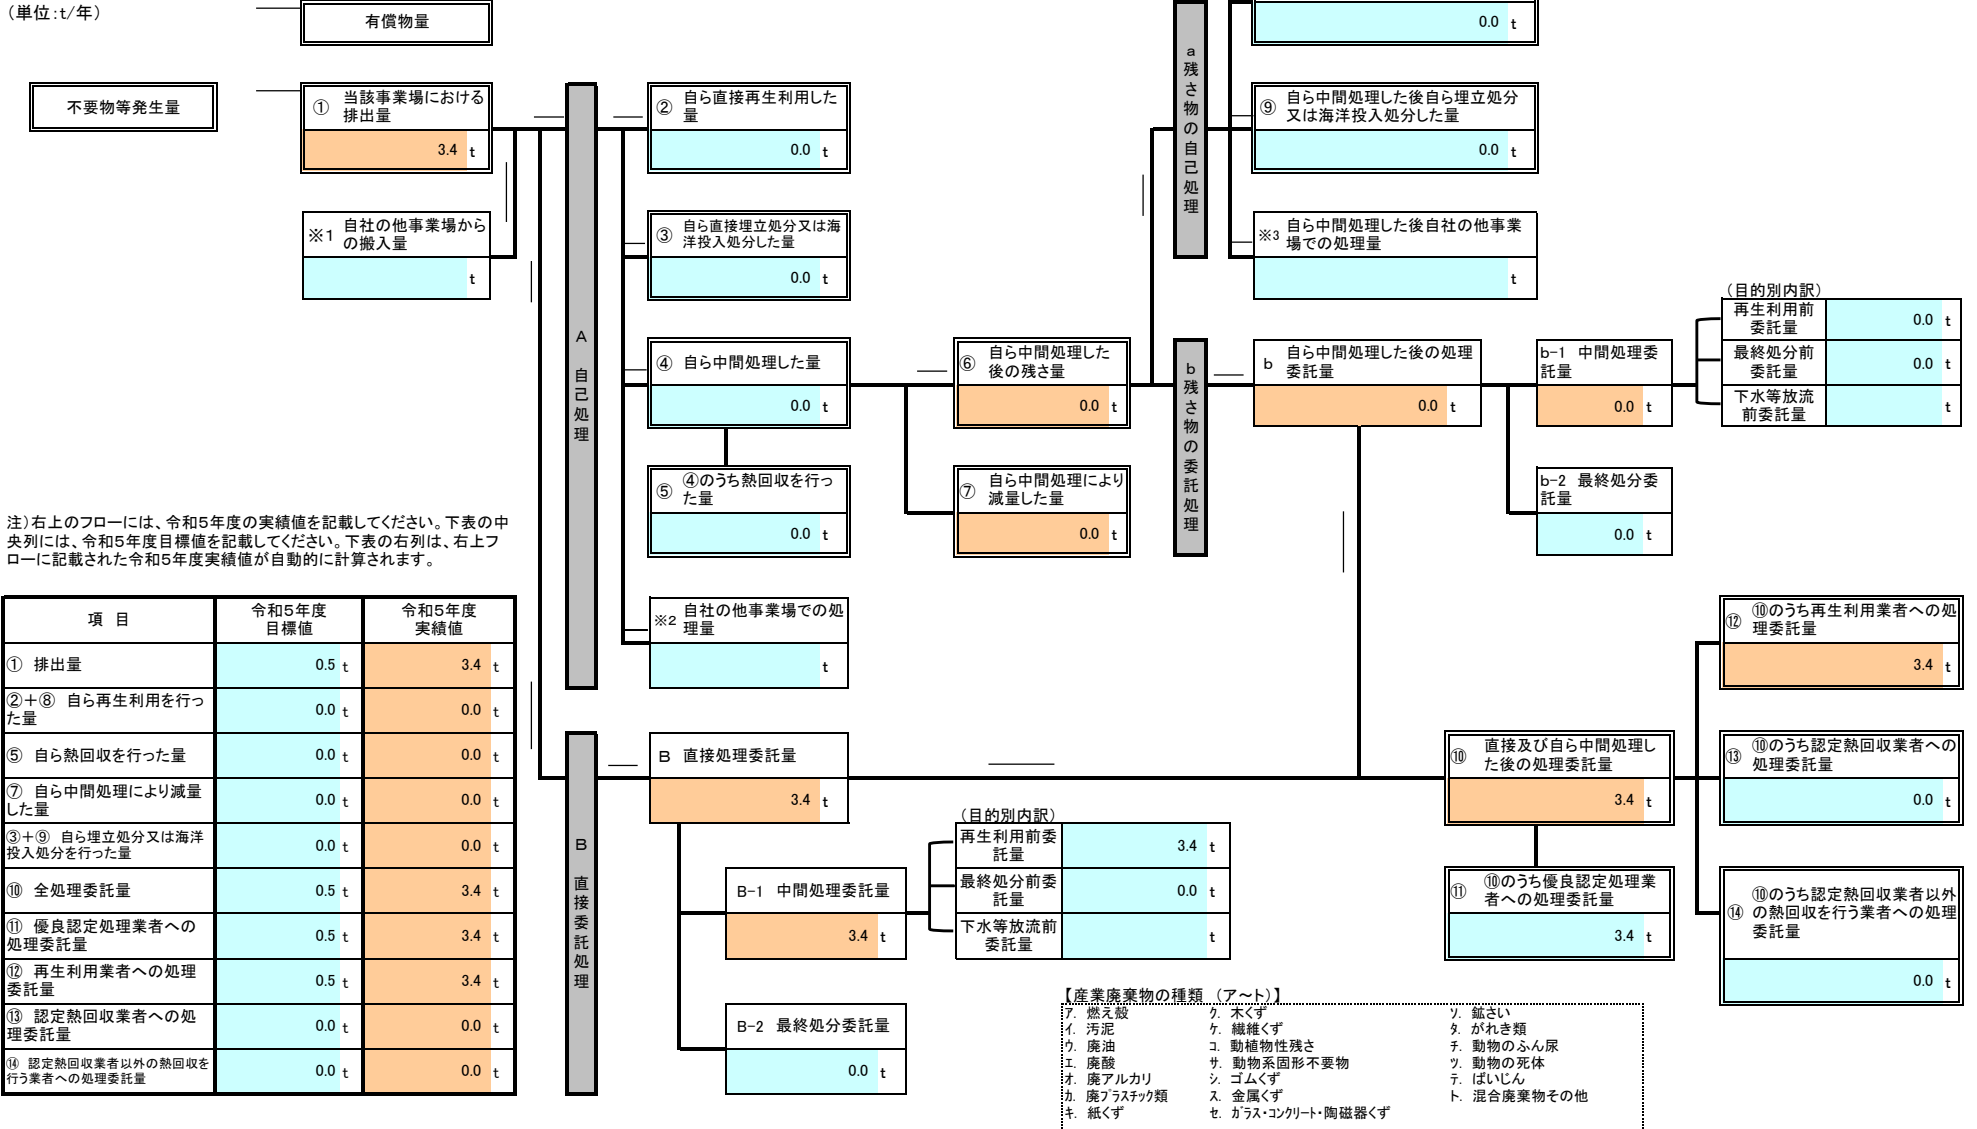 （単位：t/年）
有償物量
不要物等発生量
① 当該事業場における
排出量
3.4 t
※1 自社の他事業場から
の搬入量
t
A 自己処理
② 自ら直接再生利用した
量
0.0 t
③ 自ら直接埋立処分又は海
洋投入処分した量
0.0 t
④ 自ら中間処理した量
0.0 t
⑤ ④のうち熱回収を行っ
た量
0.0 t
※2 自社の他事業場での処
理量
t
⑥ 自ら中間処理した
後の残さ量
0.0 t
⑦ 自ら中間処理により
減量した量
0.0 t
a 残さ物の自己処理
0.0 t
⑨ 自ら中間処理した後自ら埋立処分
又は海洋投入処分した量
0.0 t
※3 自ら中間処理した後自社の他事業
場での処理量
t
b 残さ物の委託処理
b 自ら中間処理した後の処理
委託量
0.0 t
b-1 中間処理委
託量
0.0 t
b-2 最終処分委
託量
0.0 t
（目的別内訳）
再生利用前
委託量
0.0 t
最終処分前
委託量
0.0 t
下水等放流
前委託量
t
注）右上のフローには、令和５年度の実績値を記載してください。下表の中
央列には、令和５年度目標値を記載してください。下表の右列は、右上フ
ローに記載された令和５年度実績値が自動的に計算されます。
項 目 令和５年度
目標値 令和５年度
実績値
① 排出量 0.5 t 3.4 t
②＋⑧ 自ら再生利用を行っ
た量 0.0 t 0.0 t
⑤ 自ら熱回収を行った量 0.0 t 0.0 t
⑦ 自ら中間処理により減量
した量 0.0 t 0.0 t
③＋⑨ 自ら埋立処分又は海洋
投入処分を行った量 0.0 t 0.0 t
⑩ 全処理委託量 0.5 t 3.4 t
⑪ 優良認定処理業者への
処理委託量 0.5 t 3.4 t
⑫ 再生利用業者への処理
委託量 0.5 t 3.4 t
⑬ 認定熱回収業者への処
理委託量 0.0 t 0.0 t
⑭ 認定熱回収業者以外の熱回収を
行う業者への処理委託量 0.0 t 0.0 t
B 直接委託処理
B 直接処理委託量
3.4 t
B-1 中間処理委託量
3.4 t
B-2 最終処分委託量
0.0 t
（目的別内訳）
再生利用前委
託量
3.4 t
最終処分前委
託量
0.0 t
下水等放流前
委託量
t
⑩ 直接及び自ら中間処理し
た後の処理委託量
3.4 t
⑪ ⑩のうち優良認定処理業
者への処理委託量
3.4 t
⑫ ⑩のうち再生利用業者への処
理委託量
3.4 t
⑬ ⑩のうち認定熱回収業者への
処理委託量
0.0 t
⑭ ⑩のうち認定熱回収業者以外
の熱回収を行う業者への処理
委託量
0.0 t
【産業廃棄物の種類 （ア～ト）】
ア. 燃え殻 ク. 木くず ソ. 鉱さい
イ. 汚泥 ケ. 繊維くず タ. がれき類
ウ. 廃油 コ. 動植物性残さ チ. 動物のふん尿
エ. 廃酸 サ. 動物系固形不要物 ツ. 動物の死体
オ. 廃アルカリ シ. ゴムくず テ. ばいじん
カ. 廃プラスチック類 ス. 金属くず ト. 混合廃棄物その他
キ. 紙くず セ. ガラス・コンクリート・陶磁器くず